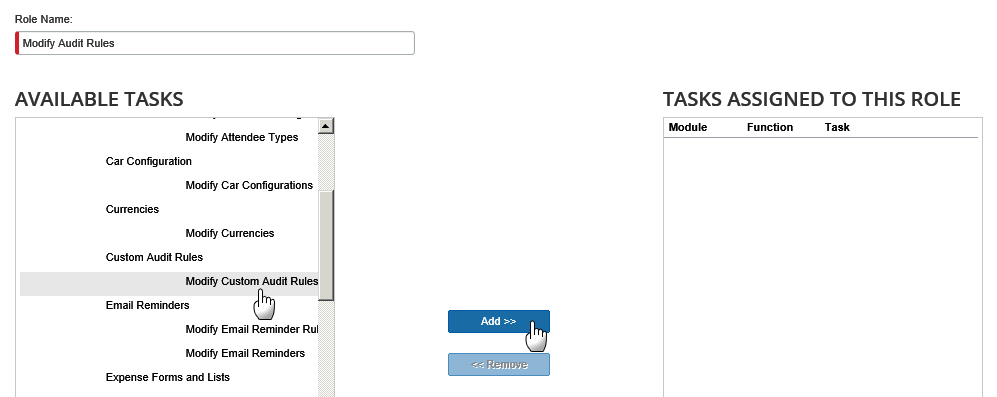 Role Name:
Modify Audit Rules
AVAILABLE TASKS
Modify Attendee Types
Car Configuration
Modify Car Configurations
Currencies
Modify Currencies
Custom Audit Rules
Modify Custom Audit Rules
Email Reminders
Modify Email Reminder Rul
Modify Email Reminders
Expense Forms and Lists
Add >>
<< Remove
TASKS ASSIGNED TO THIS ROLE
Module Function Task